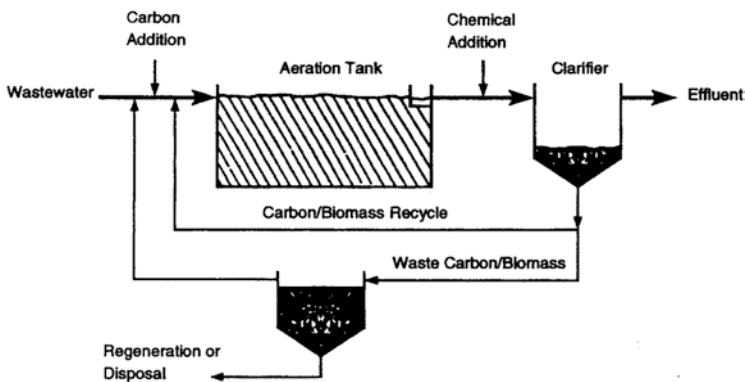 Carbon
Addition
Chemical
Addition
Aeration Tank
Clarifier
Wastewater
Effluent
Carbon/Biomass Recycle
Waste Carbon/Biomass
Regeneration or
Disposal